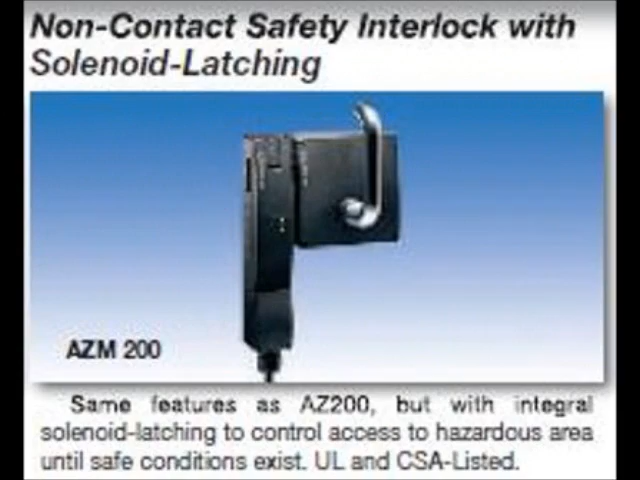 Non-Contact Safety Interlock with
Solenoid-Latching
AZM 200
Same features as AZ200, but with integral
solenoid-latching to control access to hazardous area
until safe conditions exist. UL and CSA-Listed.